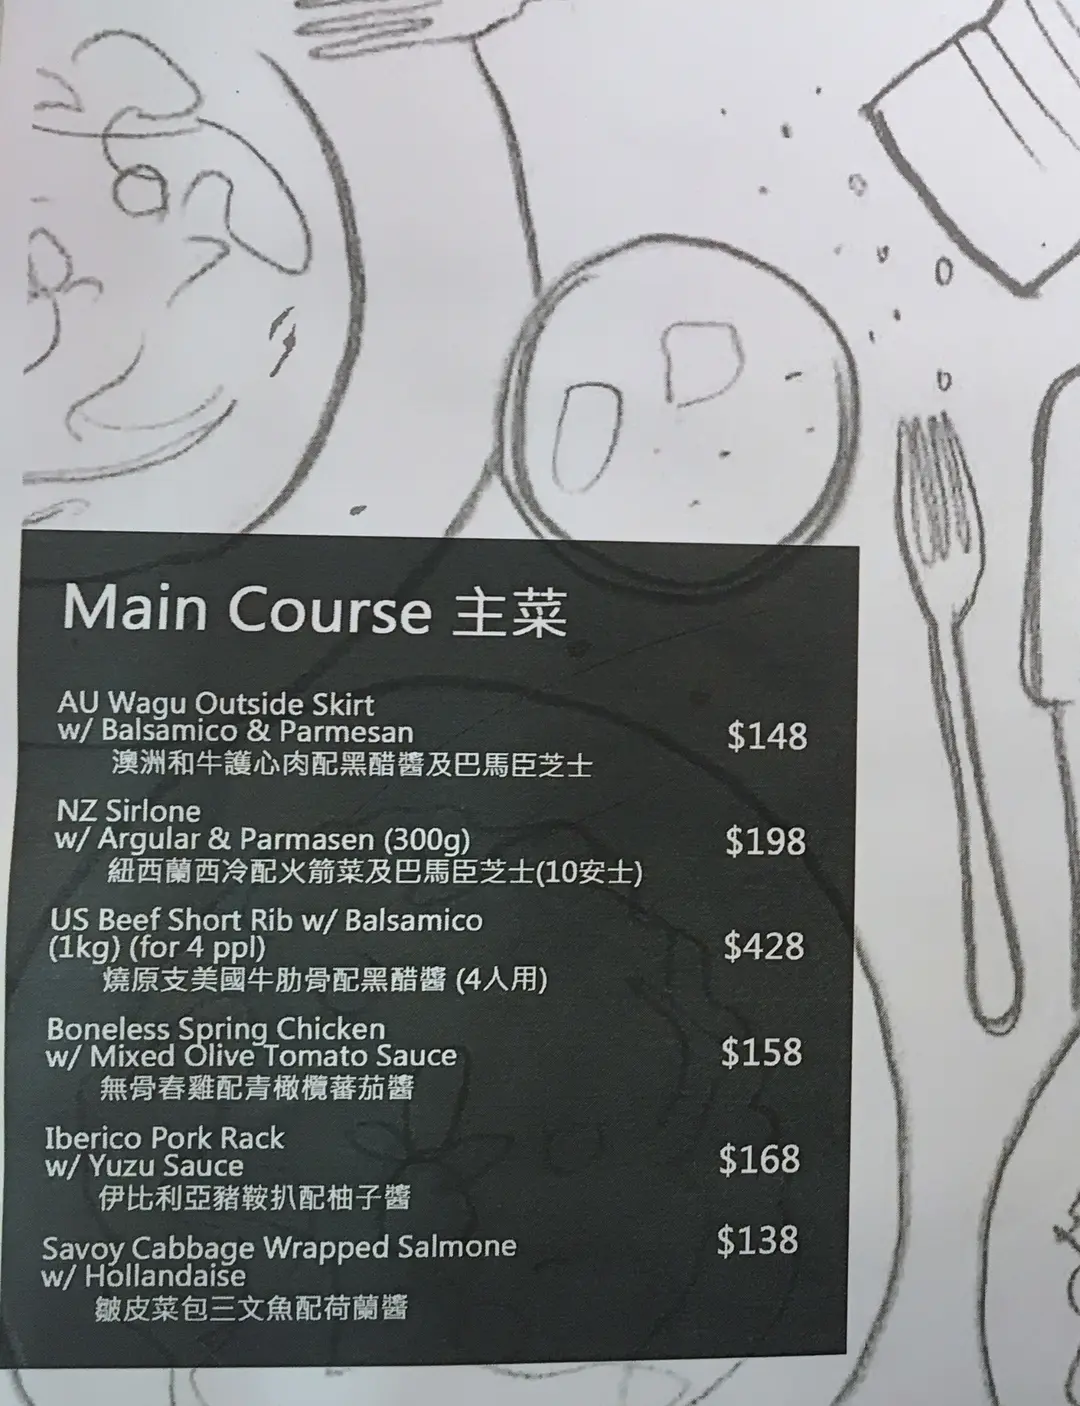 Main Course 主菜
AU Wagu Outside Skirt
w/ Balsamico & Parmesan
$148
澳洲和牛護心肉配黑醋醬及巴馬臣芝士
NZ Sirlone
w/ Argular & Parmasen (300g)
$198
紐西蘭西冷配火箭菜及巴馬臣芝士(10安士)
US Beef Short Rib w/ Balsamico
(1kg) (for 4 ppl)
$428
燒原支美國牛肋骨配黑醋醬 (4人用)
Boneless Spring Chicken
w/ Mixed Olive Tomato Sauce
$158
無骨春雞配青橄欖蕃茄醬
Iberico Pork Rack
w/ Yuzu Sauce
$168
伊比利亞豬鞍扒配柚子醬
Savoy Cabbage Wrapped Salmone
$138
w/ Hollandaise
皺皮菜包三文魚配荷蘭醬